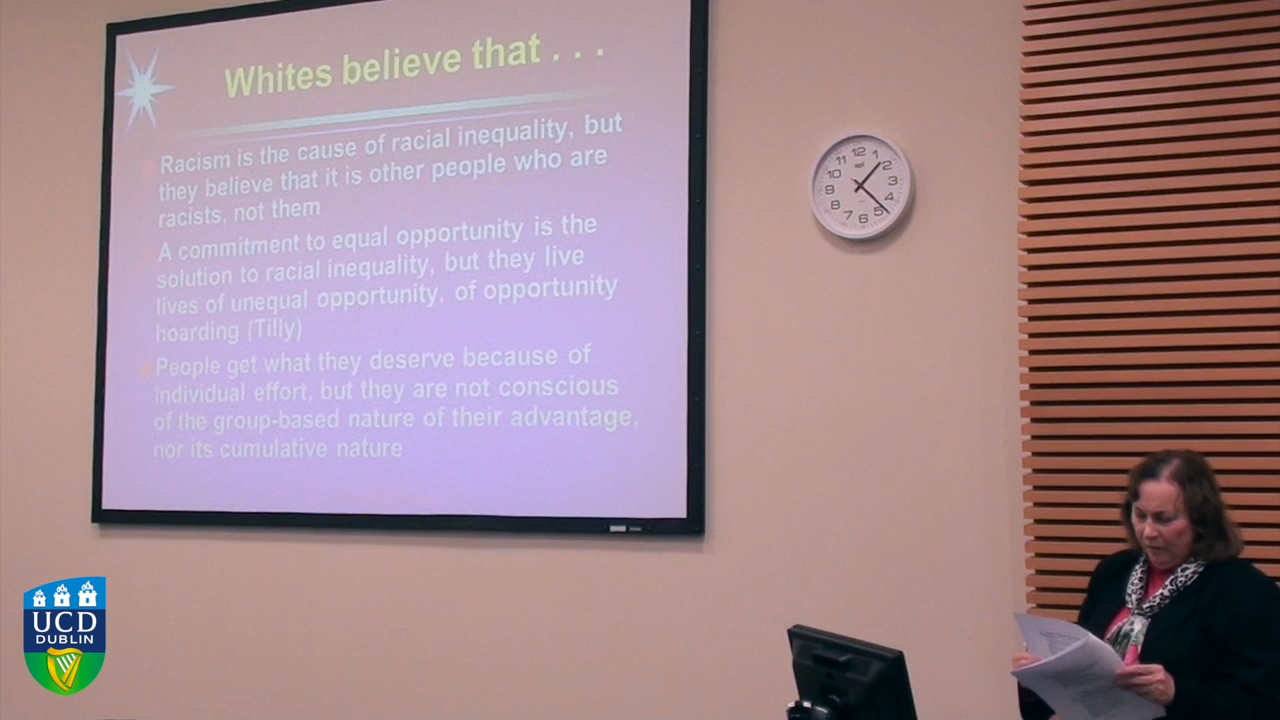 Whites believe that . . .
Racism is the cause of racial inequality, but
they believe that it is other people who are
racists, not them
A commitment to equal opportunity is the
solution to racial inequality, but they live
lives of unequal opportunity, of opportunity
hoarding (Tilly)
People get what they deserve because of
individual effort, but they are not conscious
of the group-based nature of their advantage,
nor its cumulative nature
12
1
2
3
4
5
6
7
8
9
10
11
UCD
DUBLIN